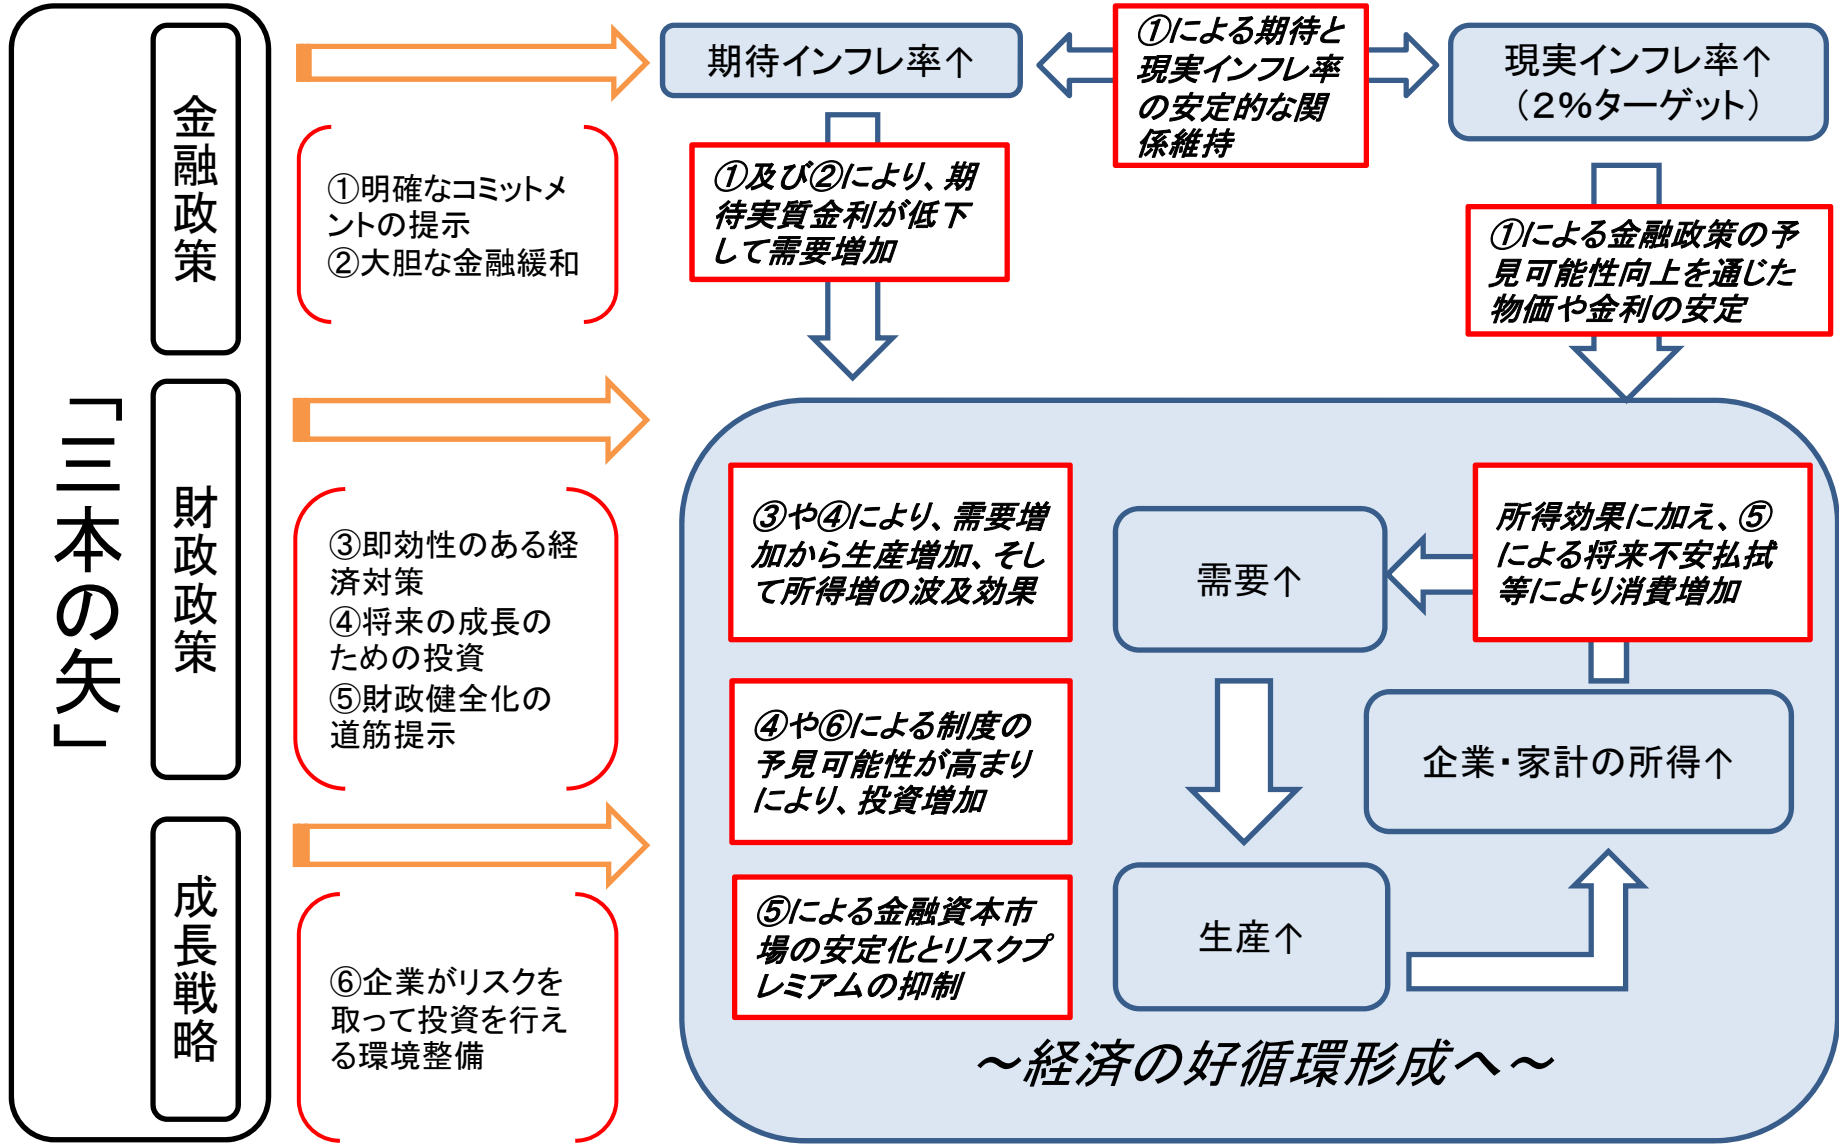 「三本の矢」
金融政策
①明確なコミットメ
ントの提示
②大胆な金融緩和
財政政策
③即効性のある経
済対策
④将来の成長の
ための投資
⑤財政健全化の
道筋提示
成長戦略
⑥企業がリスクを
取って投資を行え
る環境整備
期待インフレ率↑
①による期待と
現実インフレ率
の安定的な関
係維持
現実インフレ率↑
（２％ターゲット）
①及び②により、期
待実質金利が低下
して需要増加
①による金融政策の予
見可能性向上を通じた
物価や金利の安定
③や④により、需要増
加から生産増加、そし
て所得増の波及効果
需要↑
所得効果に加え、⑤
による将来不安払拭
等により消費増加
④や⑥による制度の
予見可能性が高まり
により、投資増加
企業・家計の所得↑
⑤による金融資本市
場の安定化とリスクプ
レミアムの抑制
生産↑
～経済の好循環形成へ～